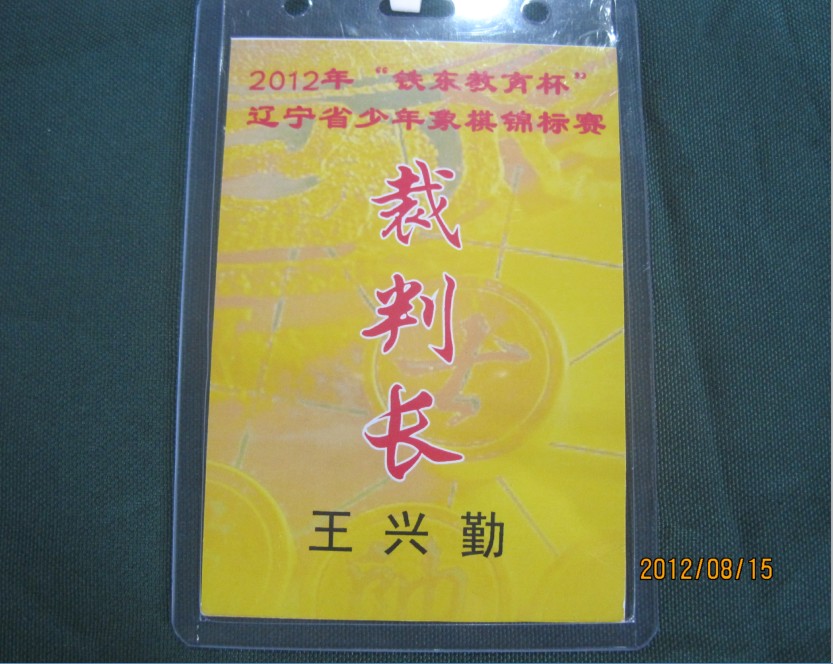 2012年“铁东教育杯”
辽宁省少年象棋锦标赛
裁
判
长
王兴勤
2012/08/15